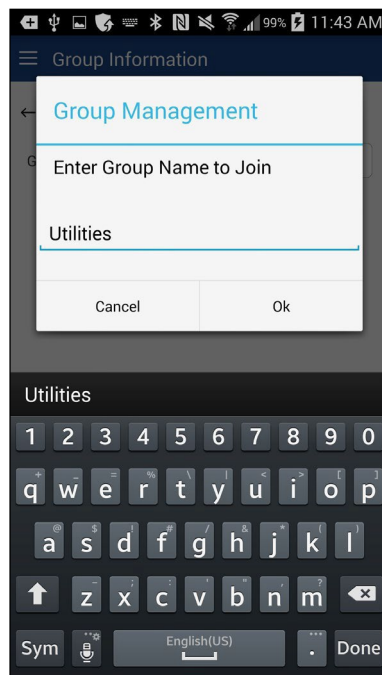 99% 11:43 AM
Group Information
G
Group Management
Enter Group Name to Join
Utilities
Cancel Ok
Utilities
1 2 3 4 5 6 7 8 9 0
q w e r t y u i o p
a s d f g h j k l
z x c v b n m
Sym English(US) . Done